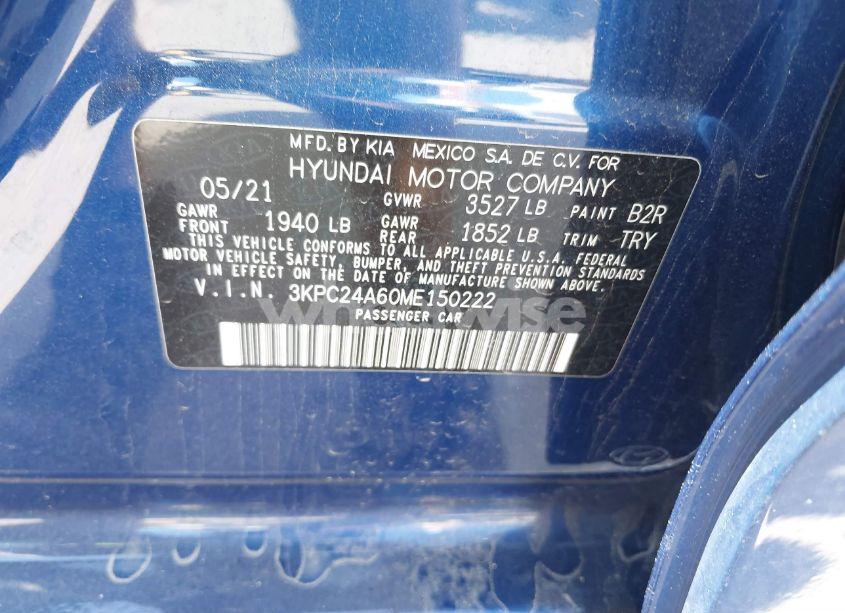 MFD. BY KIA MEXICO S.A. DE C.V. FOR
HYUNDAI MOTOR COMPANY
05/21 GVWR 3527 LB PAINT B2R
GAWR FRONT 1940 LB GAWR REAR 1852 LB TRIM TRY
THIS VEHICLE CONFORMS TO ALL APPLICABLE U.S.A. FEDERAL
MOTOR VEHICLE SAFETY, BUMPER, AND THEFT PREVENTION STANDARDS
IN EFFECT ON THE DATE OF MANUFACTURE SHOWN ABOVE.
V.I.N. 3KPC24A60ME150222
PASSENGER CAR